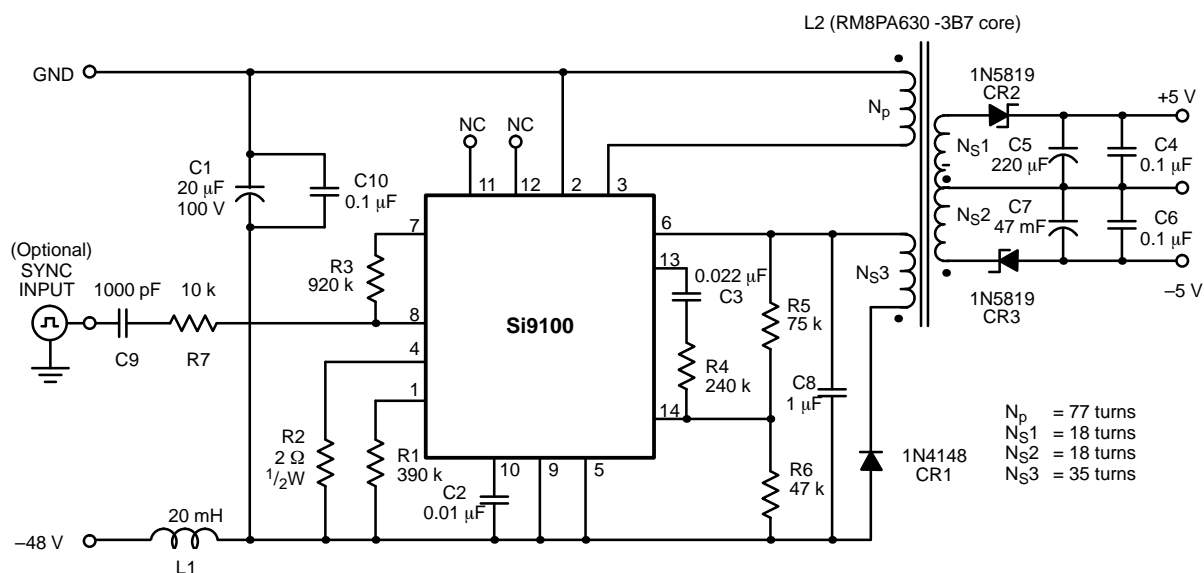 L2 (RM8PA630 -3B7 core)
GND
Np
1N5819
CR2
+5 V
NS1
C5
220 μF
C4
0.1 μF
NC
NC
11
12
2
3
C1
20 μF
100 V
C10
0.1 μF
NS2
C7
47 mF
C6
0.1 μF
1N5819
CR3
–5 V
(Optional)
SYNC
INPUT
1000 pF
C9
10 k
R7
R3
920 k
7
8
4
1
Si9100
6
13
14
0.022 μF
C3
R4
240 k
R5
75 k
NS3
C8
1 μF
R2
2 Ω
1/2W
R1
390 k
10
9
5
C2
0.01 μF
R6
47 k
1N4148
CR1
Np = 77 turns
NS1 = 18 turns
NS2 = 18 turns
NS3 = 35 turns
–48 V
20 mH
L1